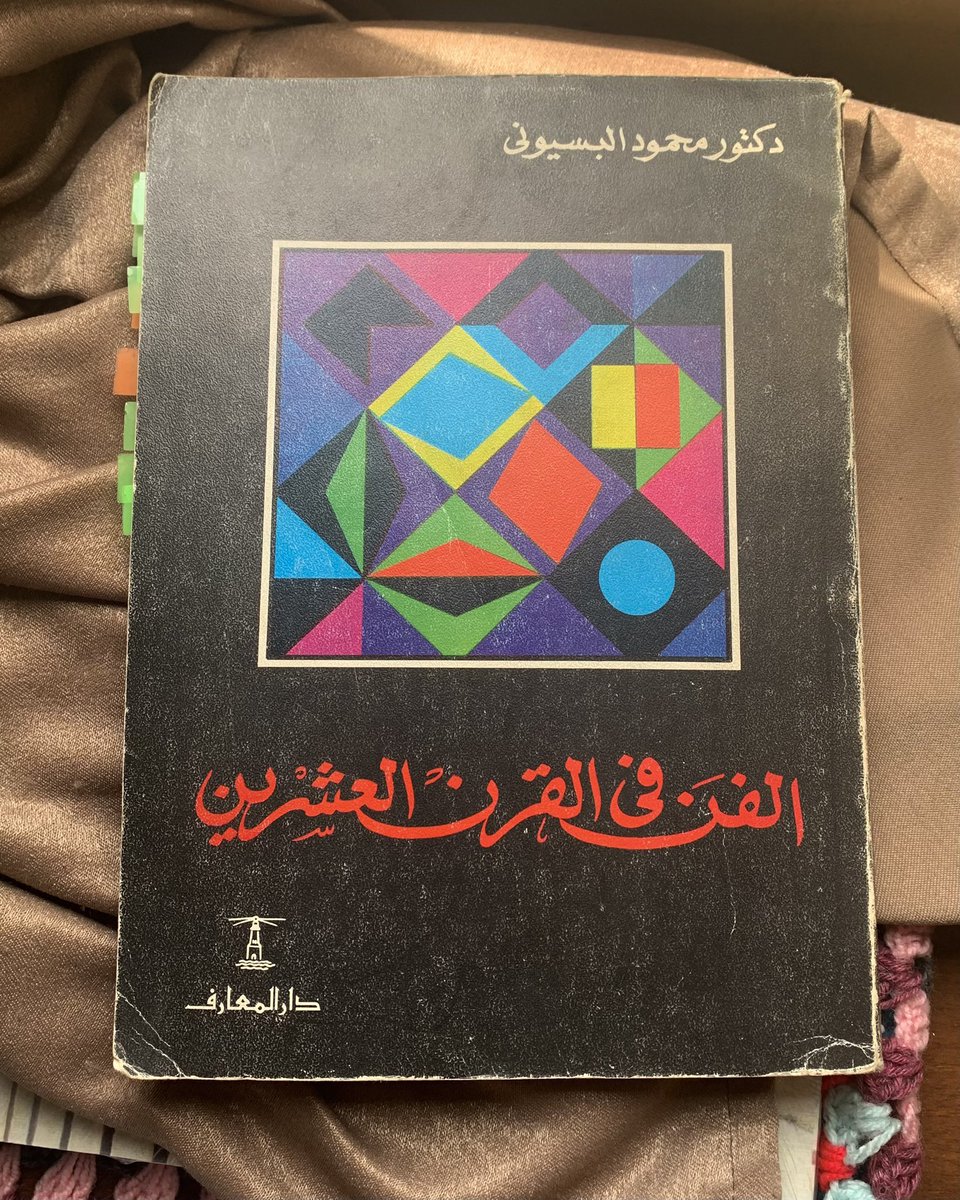 دكتور محمود البسيونى
الفن فى القرن العشرين
دار المعارف